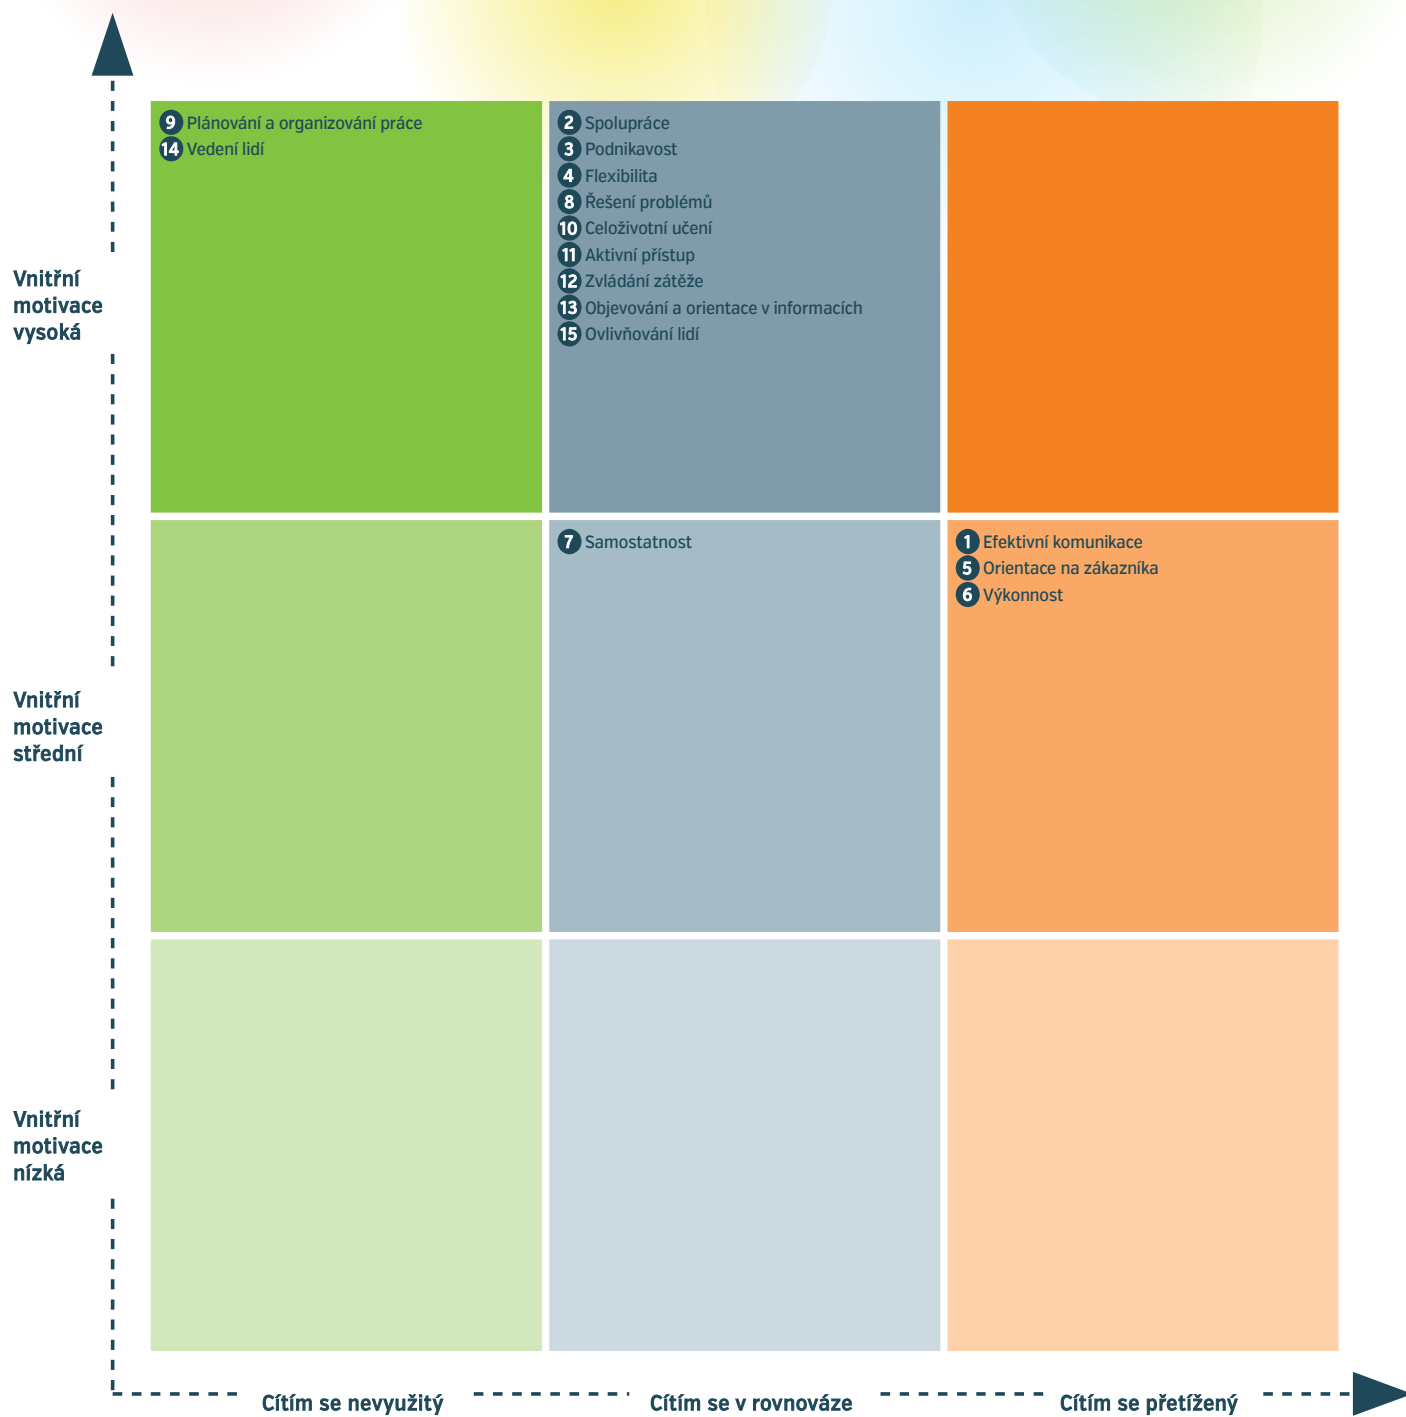 9 Plánování a organizování práce
14 Vedení lidí
2 Spolupráce
3 Podnikavost
4 Flexibilita
8 Řešení problémů
10 Celoživotní učení
11 Aktivní přístup
12 Zvládání zátěže
13 Objevování a orientace v informacích
15 Ovlivňování lidí
Vnitřní
motivace
vysoká
7 Samostatnost
1 Efektivní komunikace
5 Orientace na zákazníka
6 Výkonnost
Vnitřní
motivace
střední
Vnitřní
motivace
nízká
Cítím se nevyužitý
Cítím se v rovnováze
Cítím se přetížený